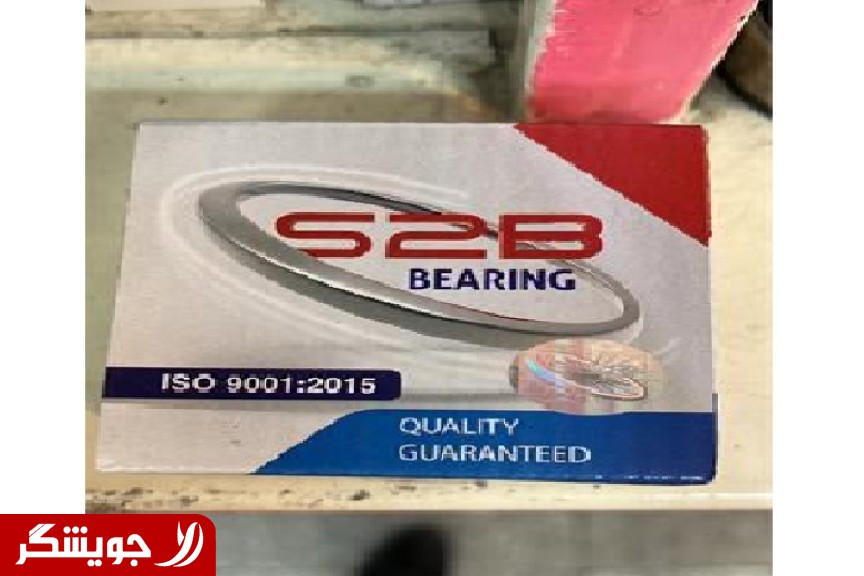 S2B
BEARING
ISO 9001:2015
QUALITY
GUARANTEED
جویشگر